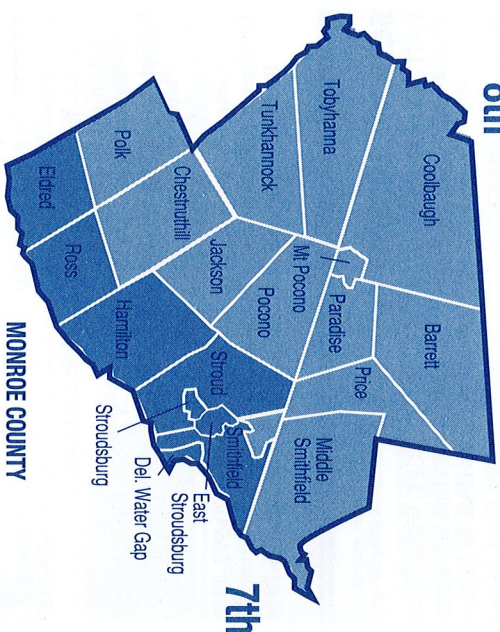 8th
Coolbaugh
Tobyhanna
Tunkhannock
Barrett
Mt Pocono
Paradise
Price
Pocono
Jackson
Chestnuthill
Polk
Middle
Smithfield
Stroud
Smithfield
Hamilton
Ross
Eldred
East
Stroudsburg
Del. Water Gap
Stroudsburg
7th
MONROE COUNTY